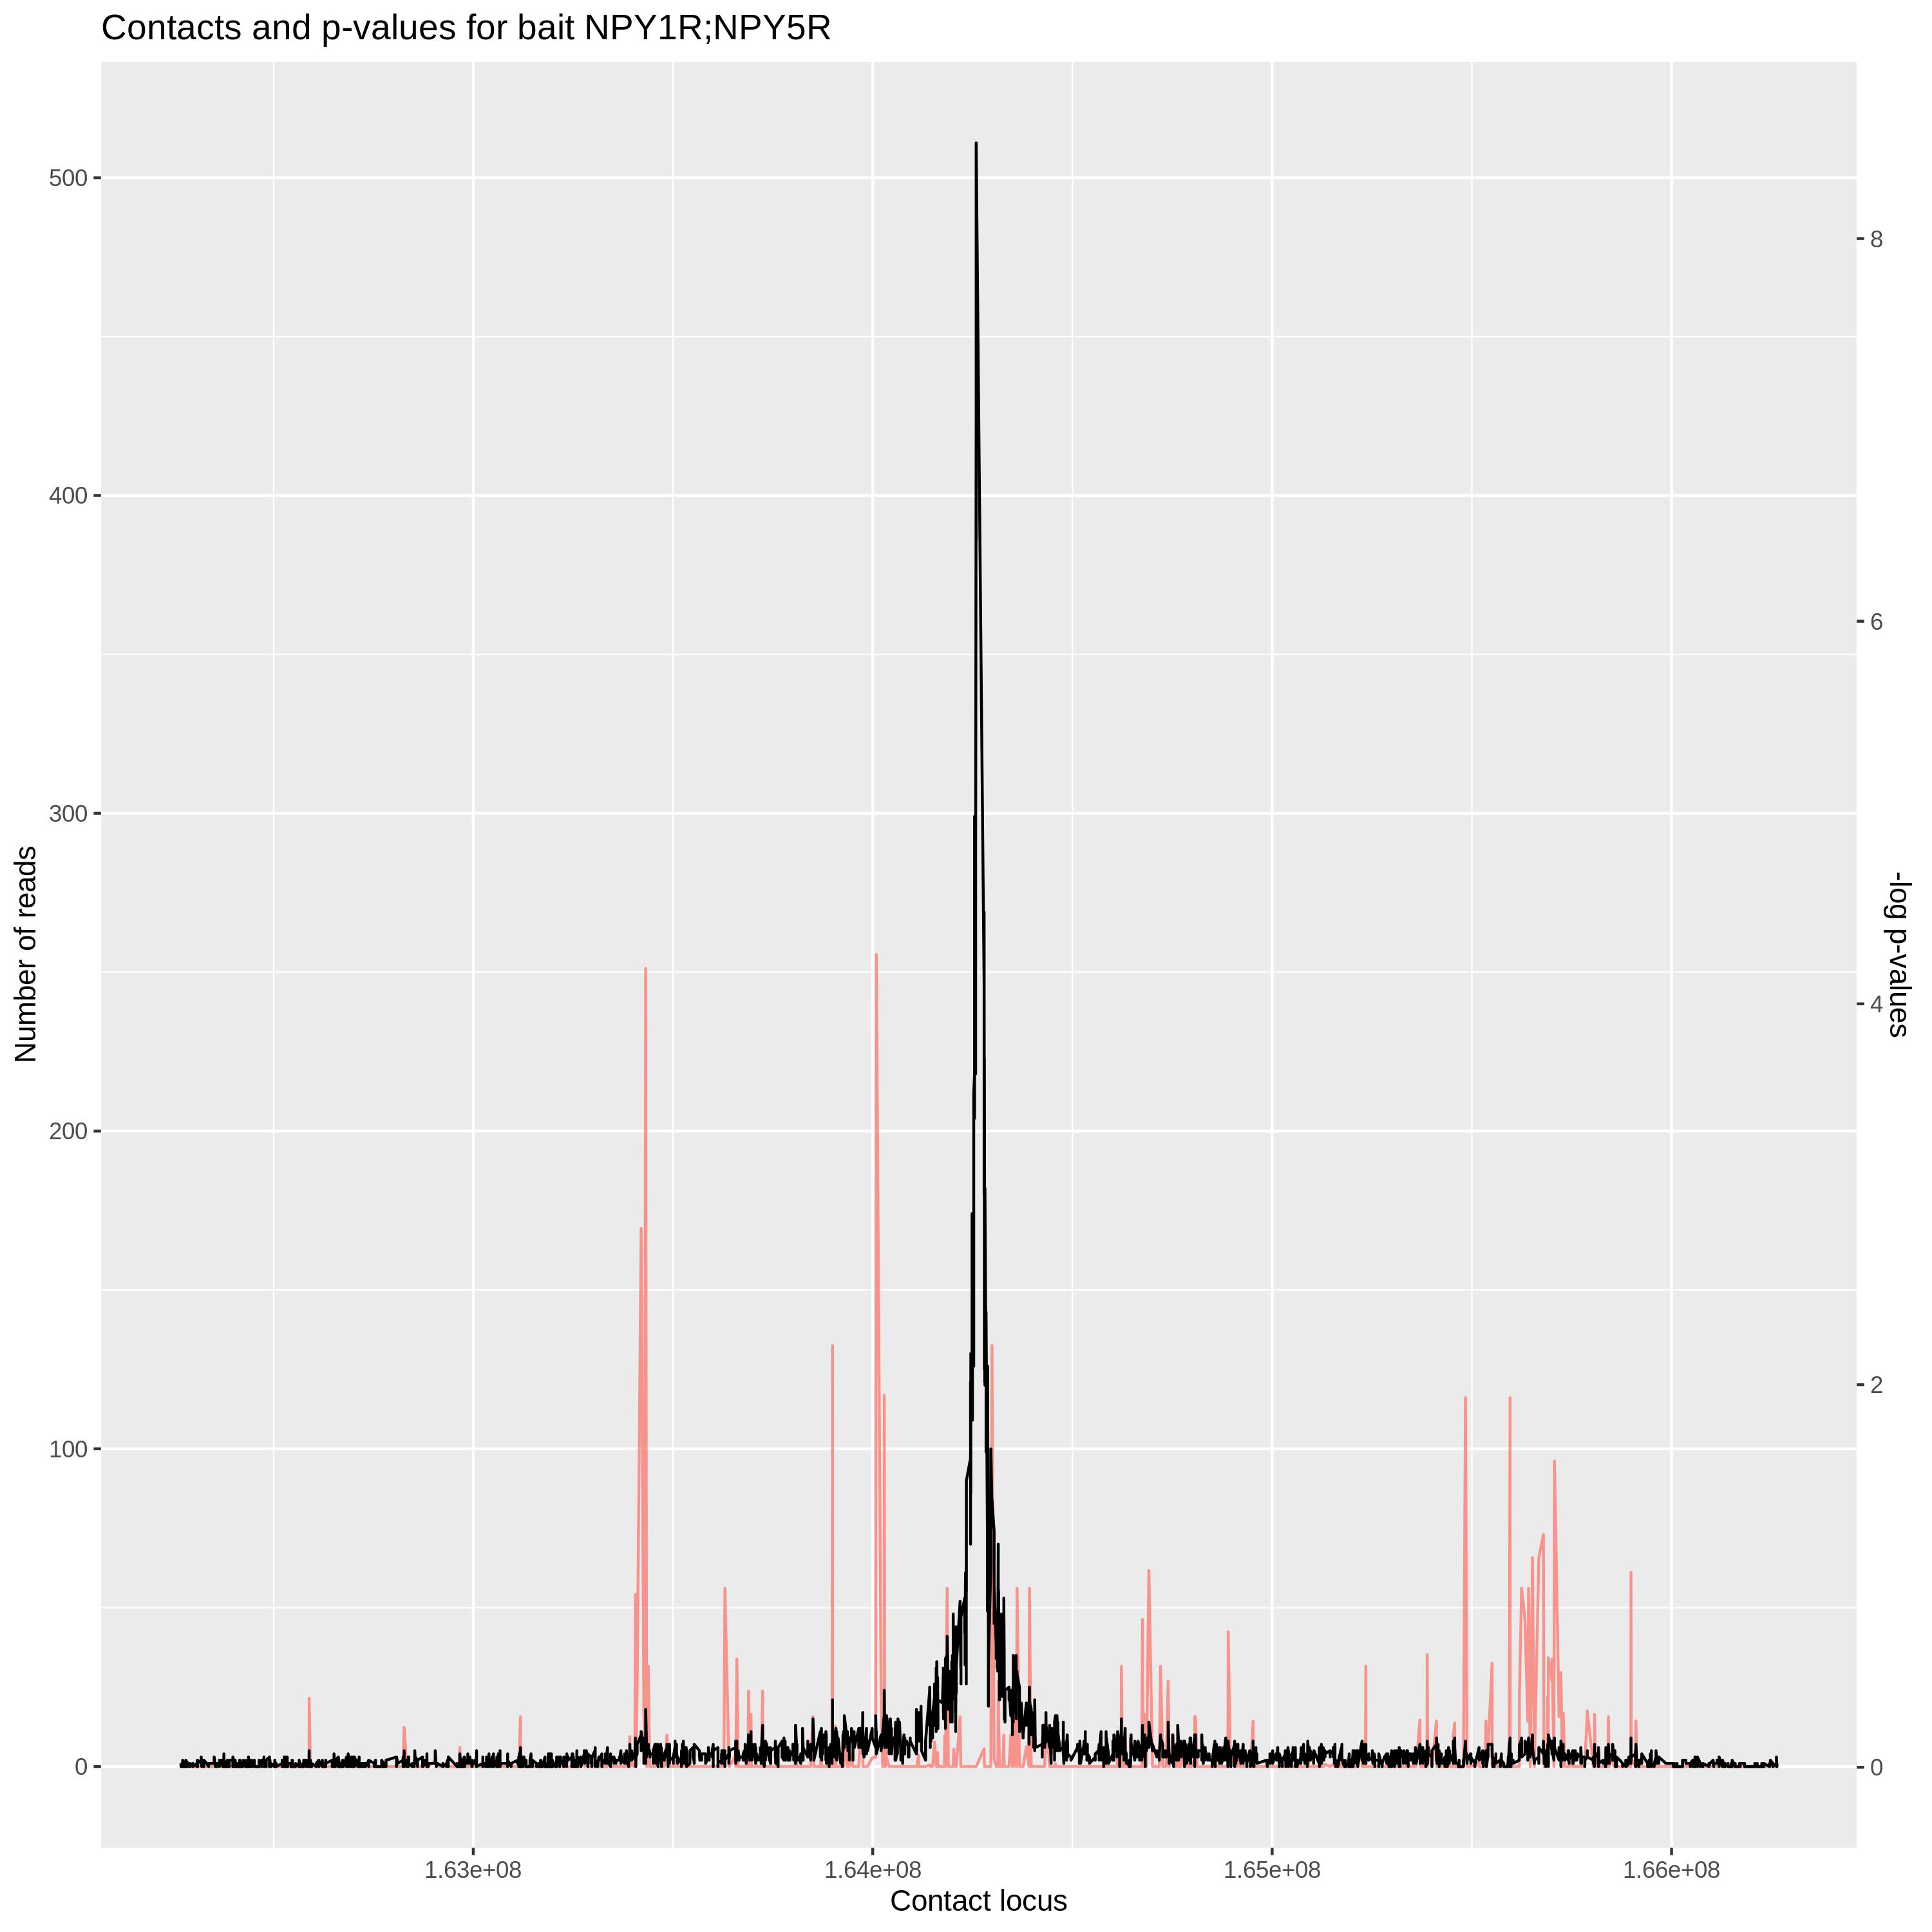 Contacts and p-values for bait NPY1R;NPY5R
500
400
300
200
100
0
Number of reads
8
6
4
2
0
-log p-values
1.63e+08 1.64e+08 1.65e+08 1.66e+08
Contact locus